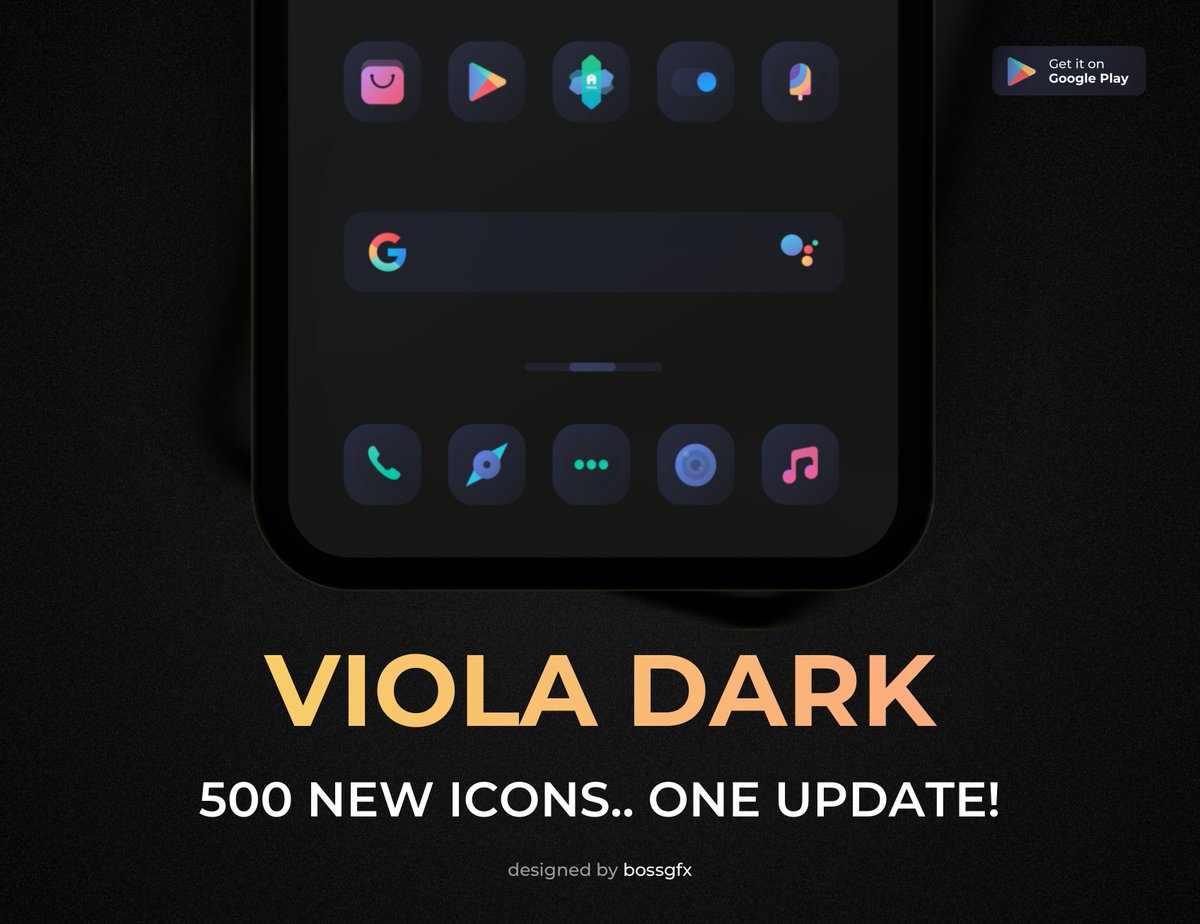 Get it on
Google Play
VIOLA DARK
500 NEW ICONS.. ONE UPDATE!
designed by bossgfx